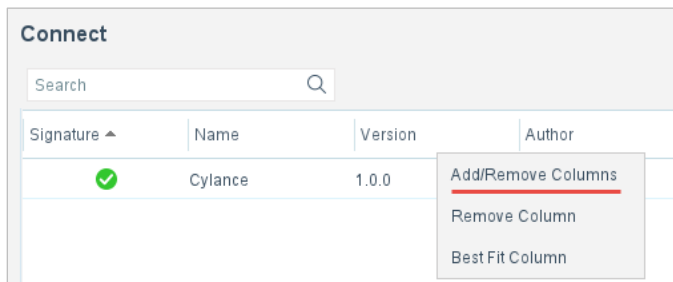 Connect
Search
Signature Name Version Author
Cylance 1.0.0
Add/Remove Columns
Remove Column
Best Fit Column